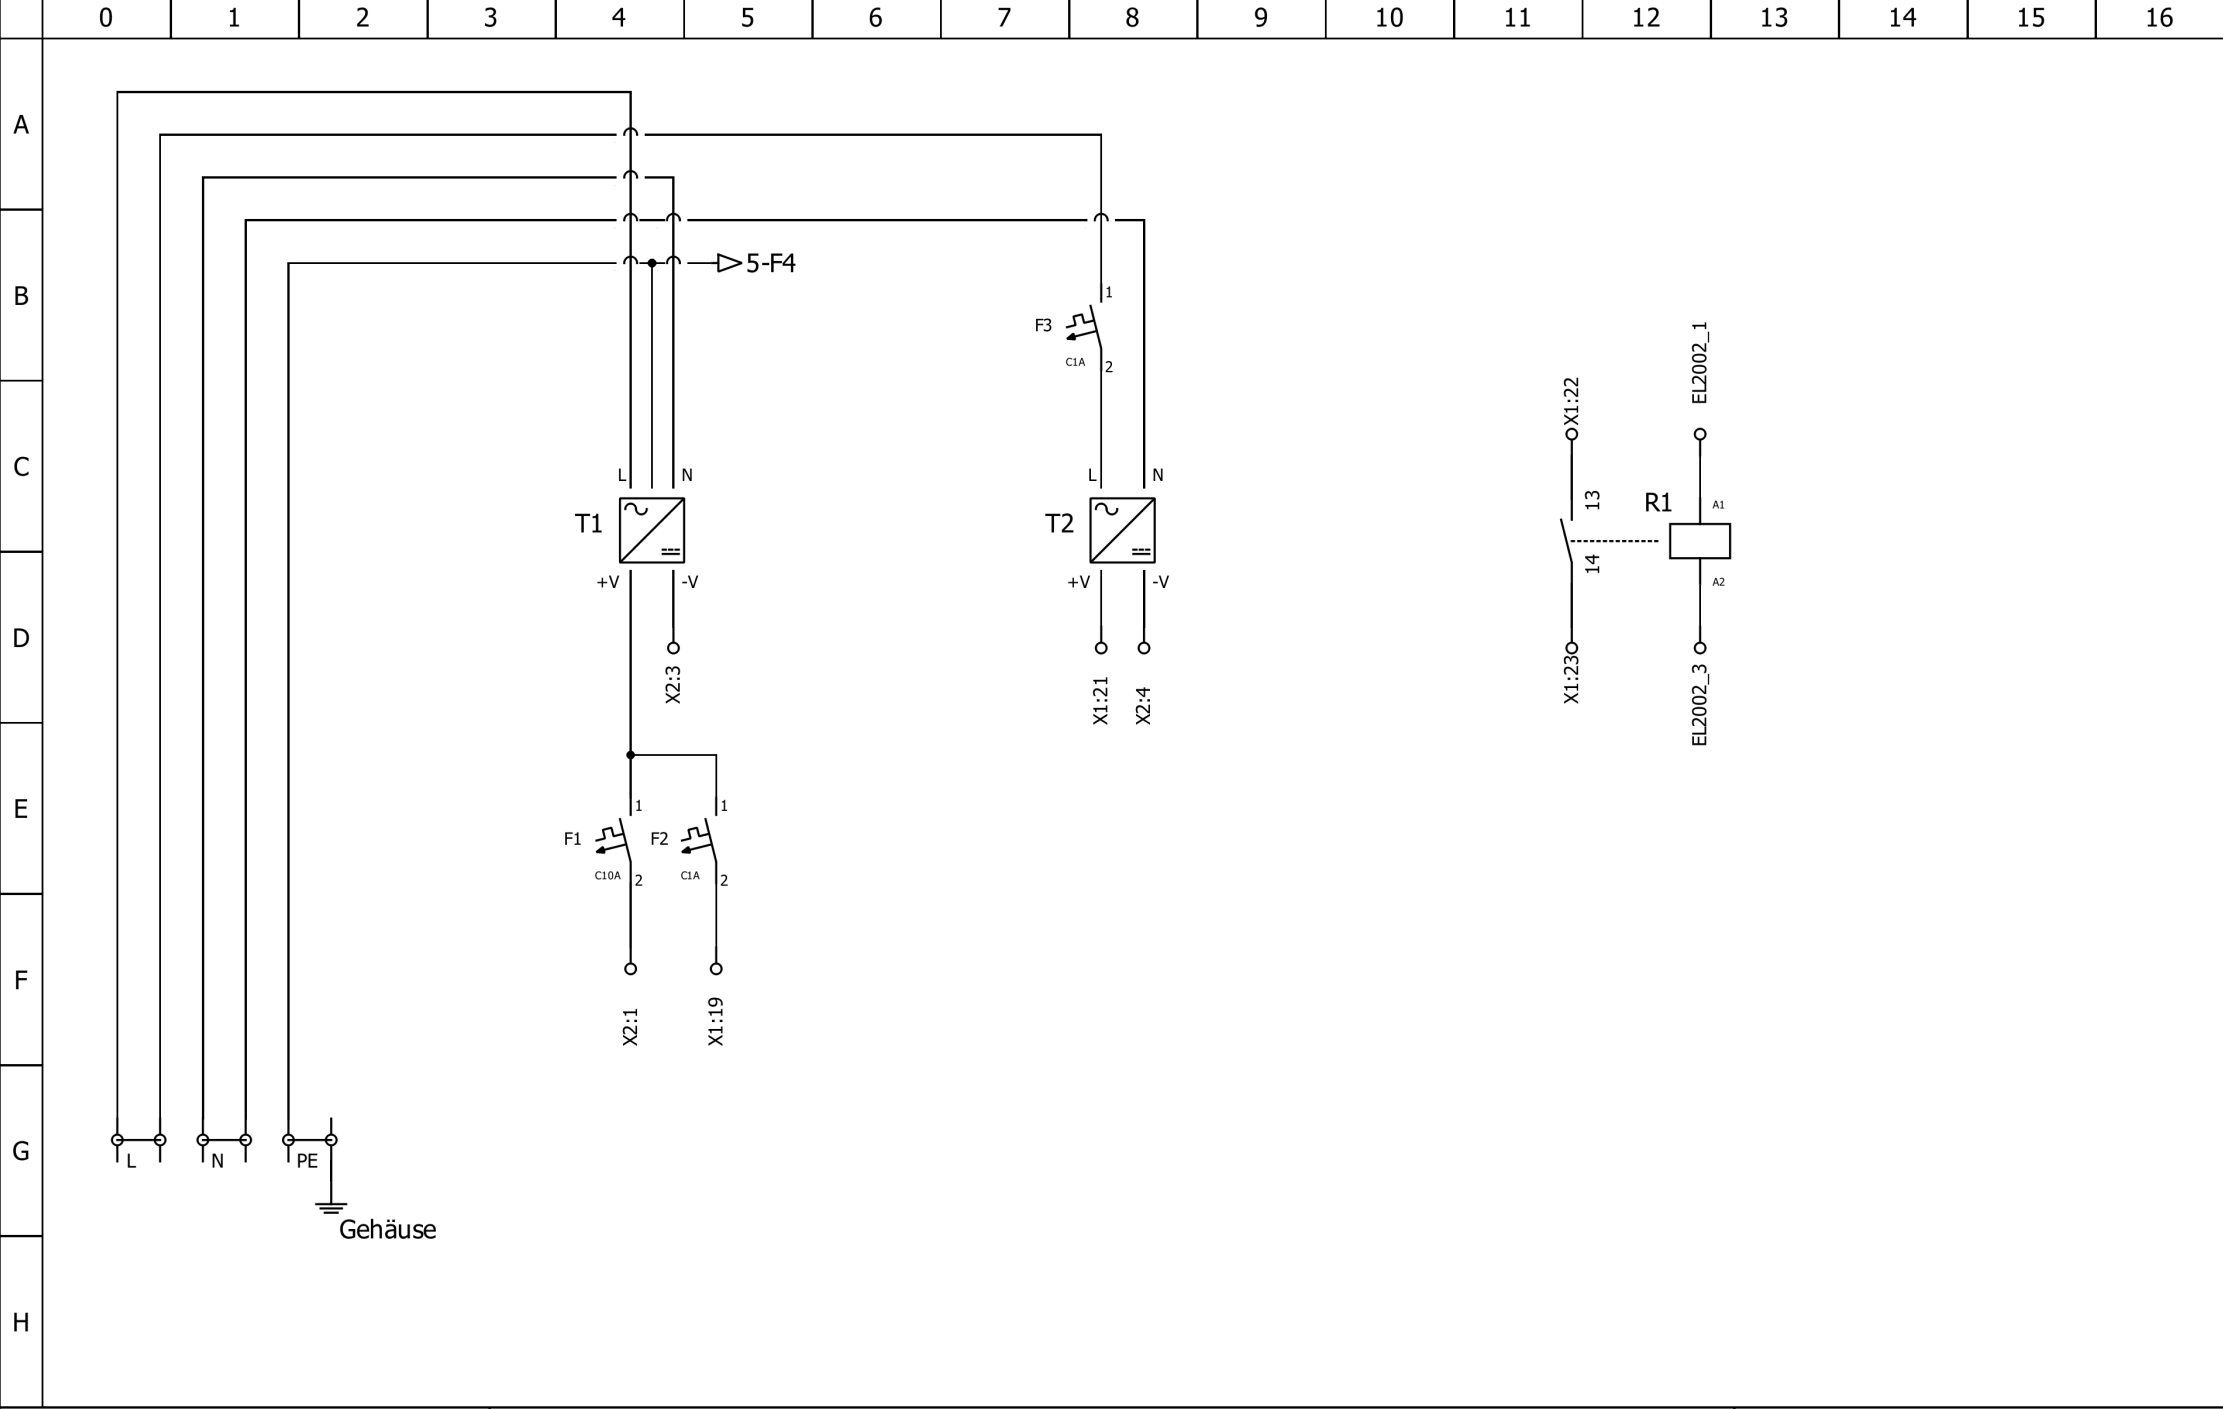 0 1 2 3 4 5 6 7 8 9 10 11 12 13 14 15 16
A
5-F4
B
1
F3
C1A
2
EL2002_1
X1:22
C
L N
L N
T1
T2
13
R1
A1
14
A2
+V -V
+V -V
D
X2:3
X1:21
X2:4
X1:23
EL2002_3
E
1
1
F1
F2
C10A
2
C1A
2
F
X2:1
X1:19
G
L
N
PE
Gehäuse
H